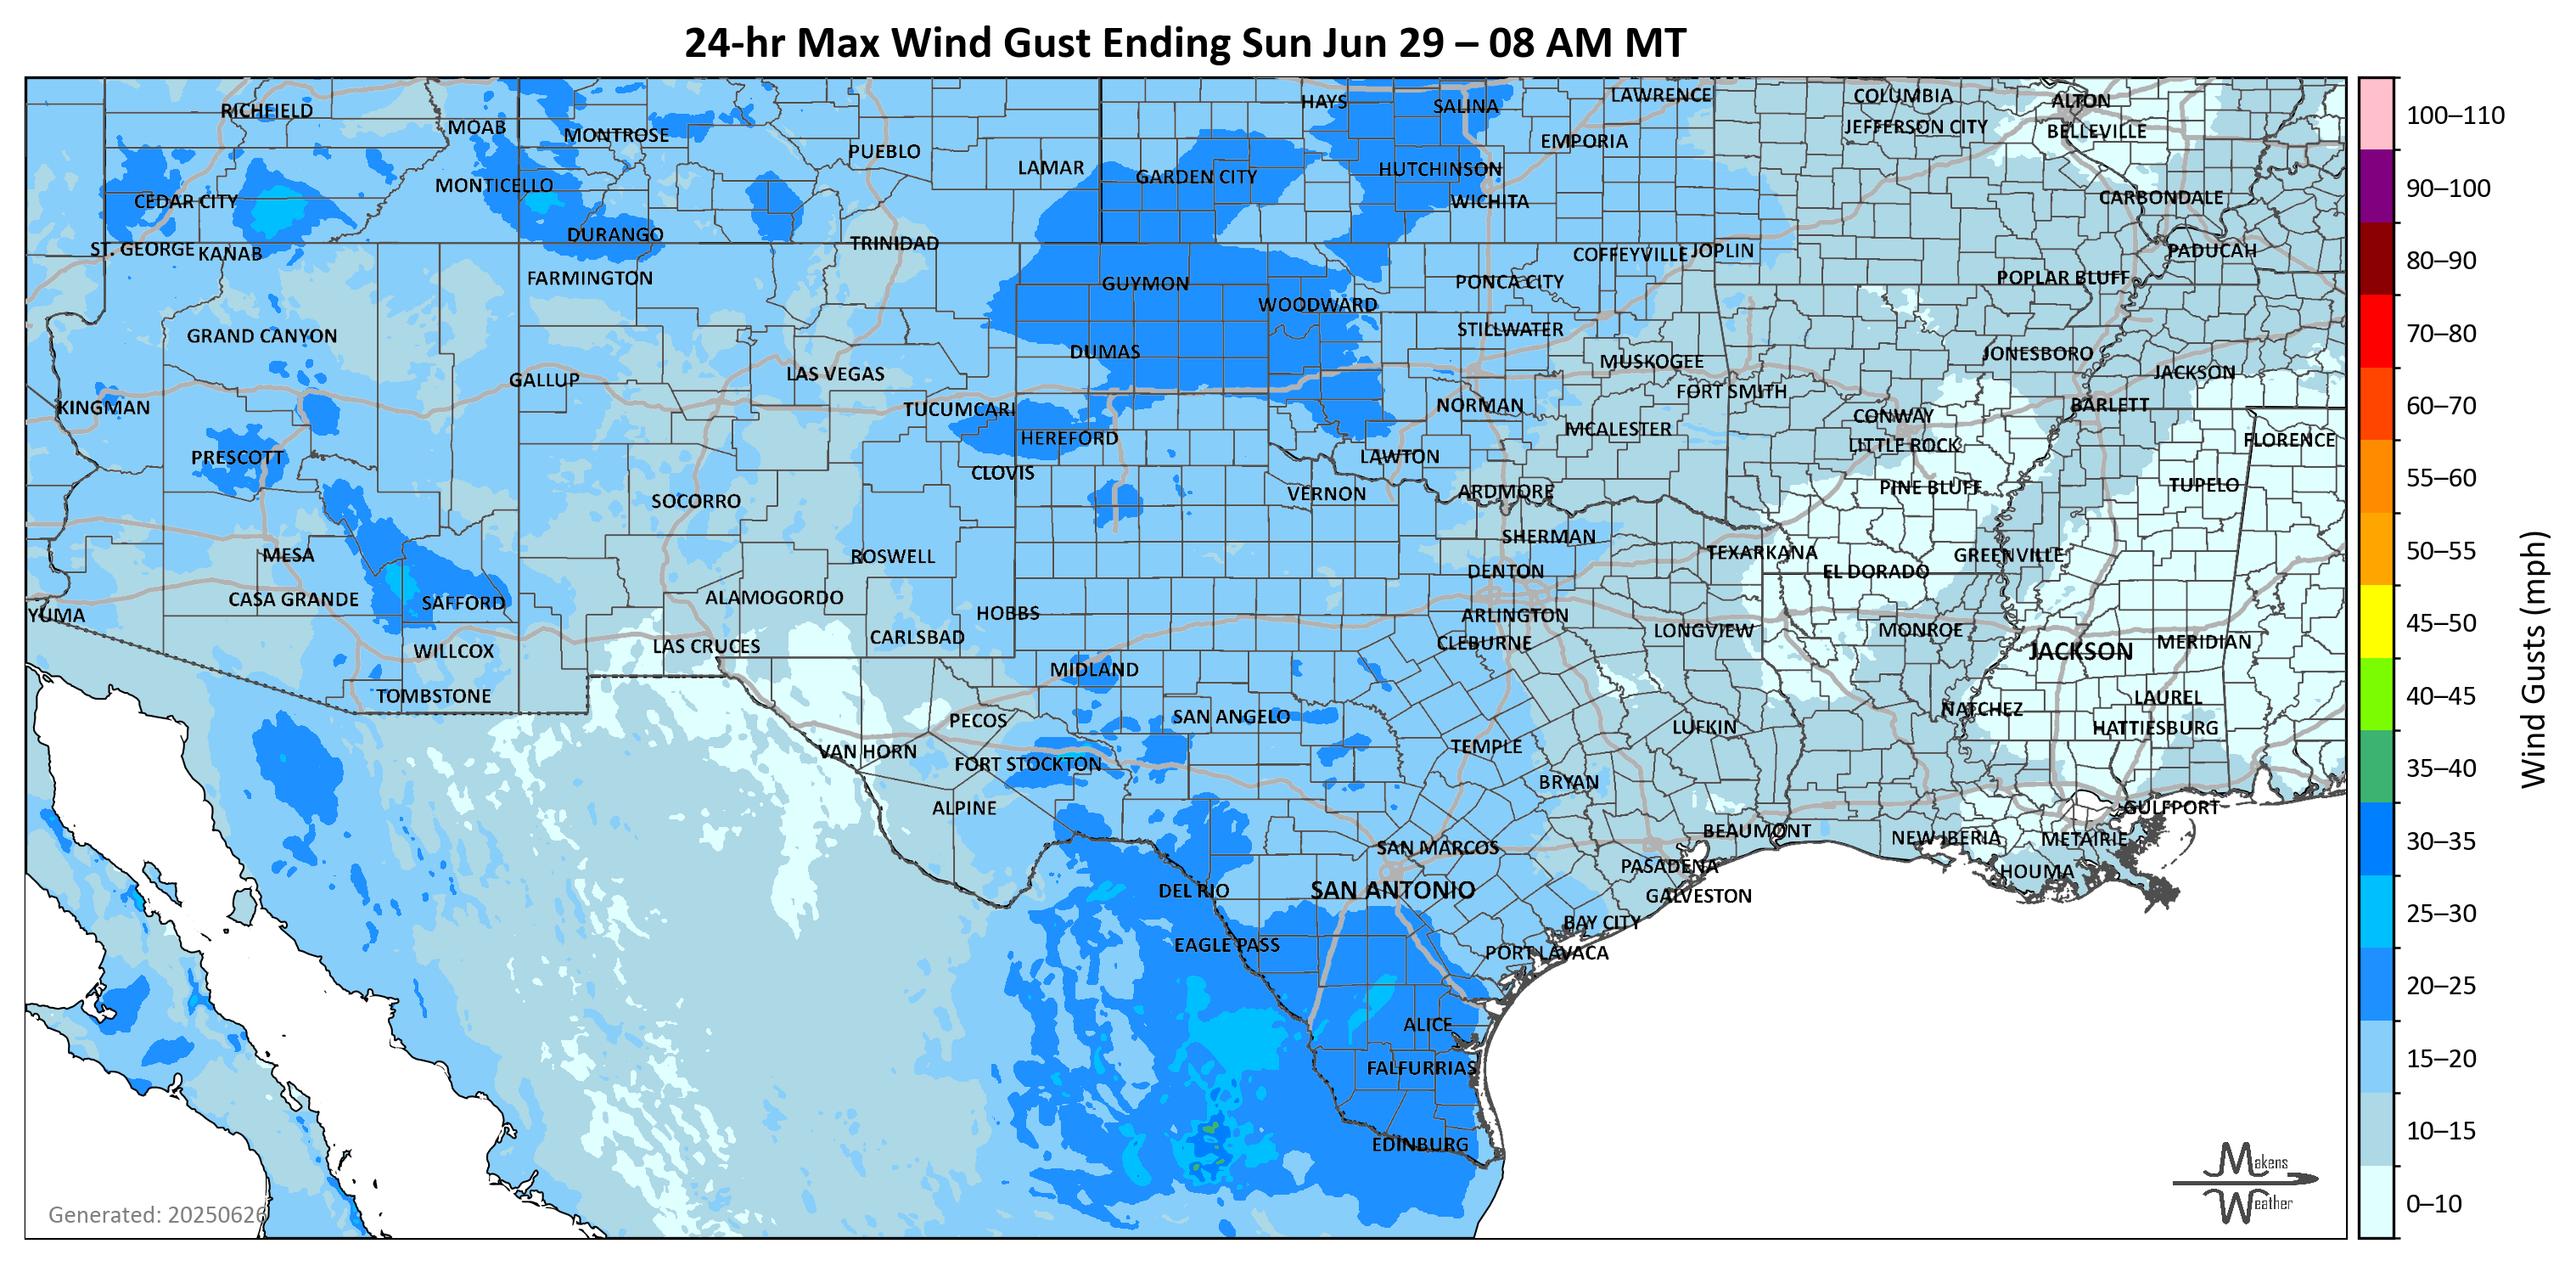 24-hr Max Wind Gust Ending Sun Jun 29 – 08 AM MT
RICHFIELD
MOAB
MONTROSE
PUEBLO
LAMAR
HAYS
SALINA
LAWRENCE
COLUMBIA
ALTON
JEFFERSON CITY
BELLEVILLE
EMPORIA
MONTICELLO
GARDEN CITY
HUTCHINSON
CEDAR CITY
WICHITA
CARBONDALE
DURANGO
TRINIDAD
ST. GEORGE
KANAB
COFFEYVILLE
JOPLIN
PADUCAH
FARMINGTON
GUYMON
PONCA CITY
POPLAR BLUFF
WOODWARD
GRAND CANYON
STILLWATER
DUMAS
MUSKOGEE
JONESBORO
GALLUP
LAS VEGAS
FORT SMITH
JACKSON
KINGMAN
TUCUMCARI
NORMAN
CONWAY
BARLETT
HEREFORD
MCALESTER
LITTLE ROCK
FLORENCE
PRESCOTT
CLOVIS
LAWTON
SOCORRO
VERNON
ARDMORE
PINE BLUFF
TUPELO
MESA
ROSWELL
SHERMAN
TEXARKANA
GREENVILLE
DENTON
EL DORADO
CASA GRANDE
SAFFORD
ALAMOGORDO
HOBBS
ARLINGTON
YUMA
WILLCOX
LAS CRUCES
CARLSBAD
CLEBURNE
LONGVIEW
MONROE
JACKSON
MERIDIAN
MIDLAND
TOMBSTONE
PECOS
SAN ANGELO
LUFKIN
NATCHEZ
LAUREL
HATTIESBURG
VAN HORN
FORT STOCKTON
TEMPLE
BRYAN
ALPINE
GULFPORT
BEAUMONT
NEW IBERIA
METAIRIE
SAN MARCOS
PASADENA
HOUMA
DEL RIO
SAN ANTONIO
GALVESTON
EAGLE PASS
BAY CITY
PORT LAVACA
ALICE
FALFURRIAS
EDINBURG
Generated: 20250626
Makens
Weather
100–110
90–100
80–90
70–80
60–70
55–60
50–55
45–50
40–45
35–40
30–35
25–30
20–25
15–20
10–15
0–10
Wind Gusts (mph)